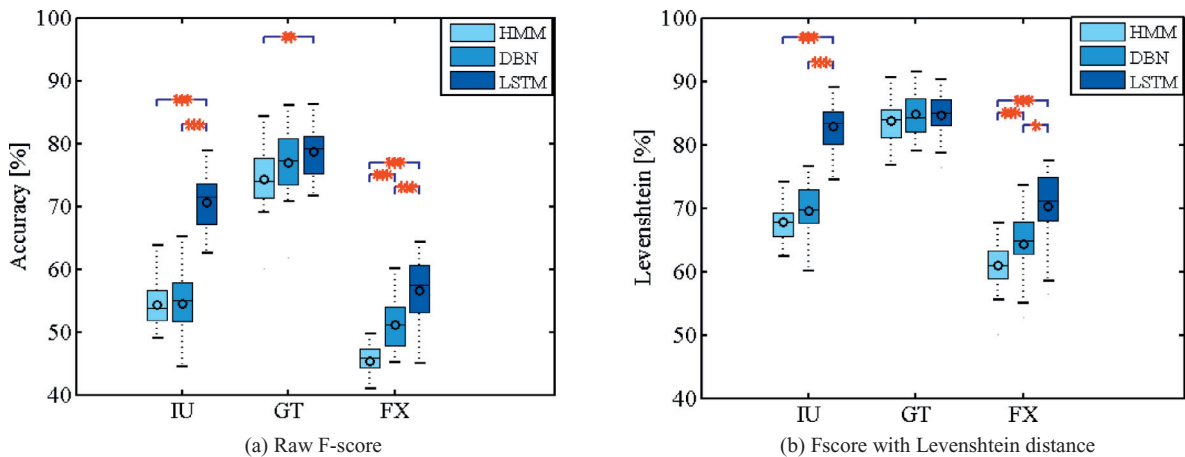 100
90
80
70
60
50
40
Accuracy [%]
HMM
DBN
LSTM
***
***
**
***
***
***
IU
GT
FX
(a) Raw F-score
100
90
80
70
60
50
40
Levenshtein [%]
HMM
DBN
LSTM
***
***
***
***
*
IU
GT
FX
(b) Fscore with Levenshtein distance